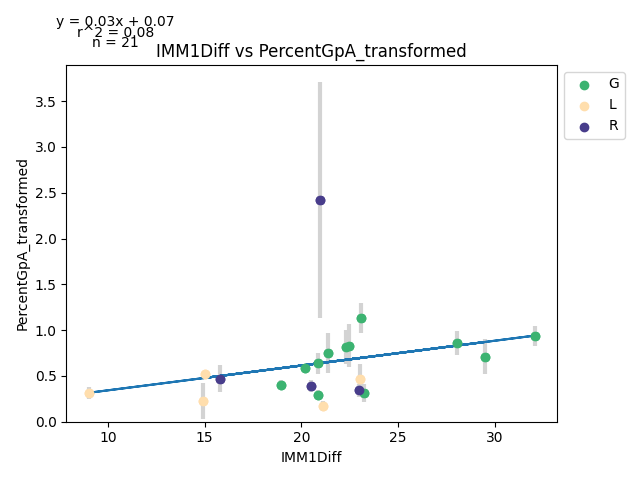 y = 0.03x + 0.07
r^2 = 0.08
n = 21
IMM1Diff vs PercentGpA_transformed
G
L
R
PercentGpA_transformed
3.5
3.0
2.5
2.0
1.5
1.0
0.5
0.0
10
15
20
25
30
IMM1Diff